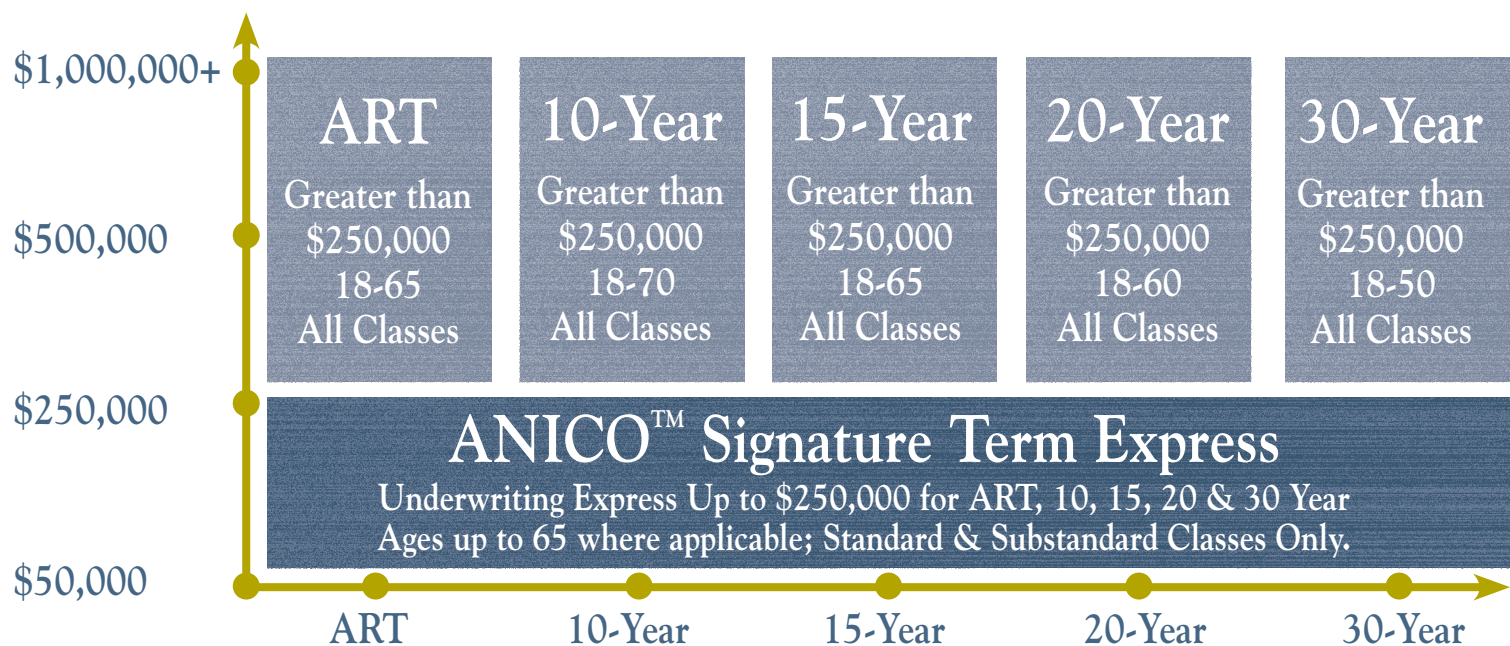 $1,000,000+
$500,000
$250,000
$50,000
ART
Greater than
$250,000
18-65
All Classes
10-Year
Greater than
$250,000
18-70
All Classes
15-Year
Greater than
$250,000
18-65
All Classes
20-Year
Greater than
$250,000
18-60
All Classes
30-Year
Greater than
$250,000
18-50
All Classes
ANICO™ Signature Term Express
Underwriting Express Up to $250,000 for ART, 10, 15, 20 & 30 Year
Ages up to 65 where applicable; Standard & Substandard Classes Only.
ART
10-Year
15-Year
20-Year
30-Year